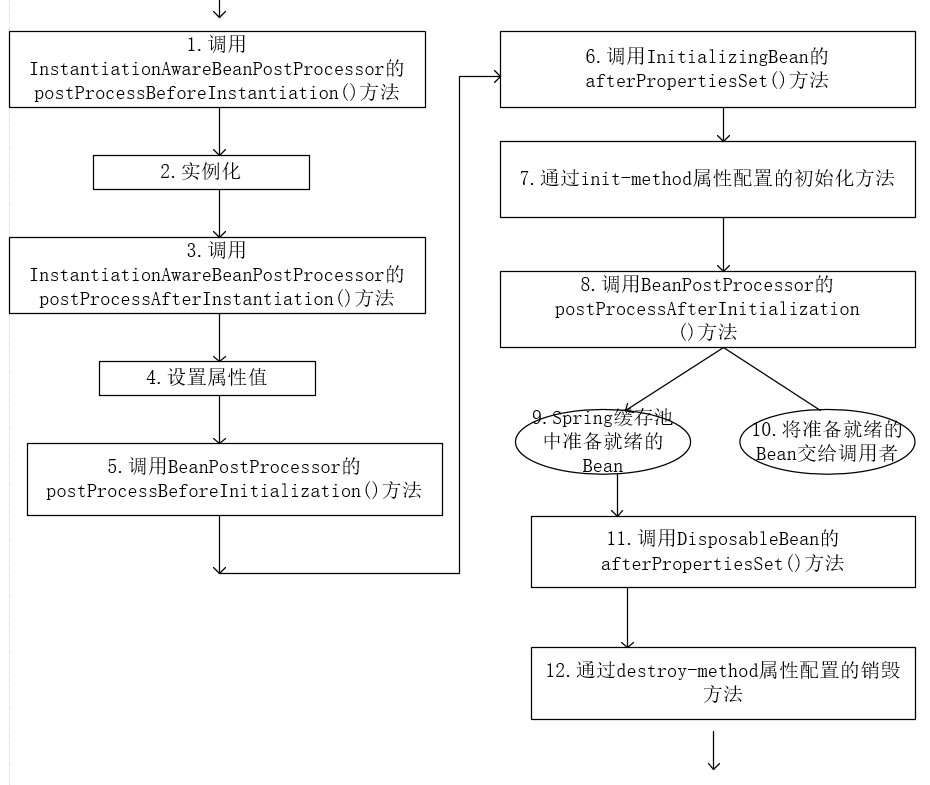 1.调用
InstantiationAwareBeanPostProcessor的
postProcessBeforeInstantiation()方法
2.实例化
3.调用
InstantiationAwareBeanPostProcessor的
postProcessAfterInstantiation()方法
4.设置属性值
5.调用BeanPostProcessor的
postProcessBeforeInitialization()方法
6.调用InitializingBean的
afterPropertiesSet()方法
7.通过init-method属性配置的初始化方法
8.调用BeanPostProcessor的
postProcessAfterInitialization
()方法
9.Spring缓存池
中准备就绪的
Bean
10.将准备就绪的
Bean交给调用者
11.调用DisposableBean的
afterPropertiesSet()方法
12.通过destroy-method属性配置的销毁
方法